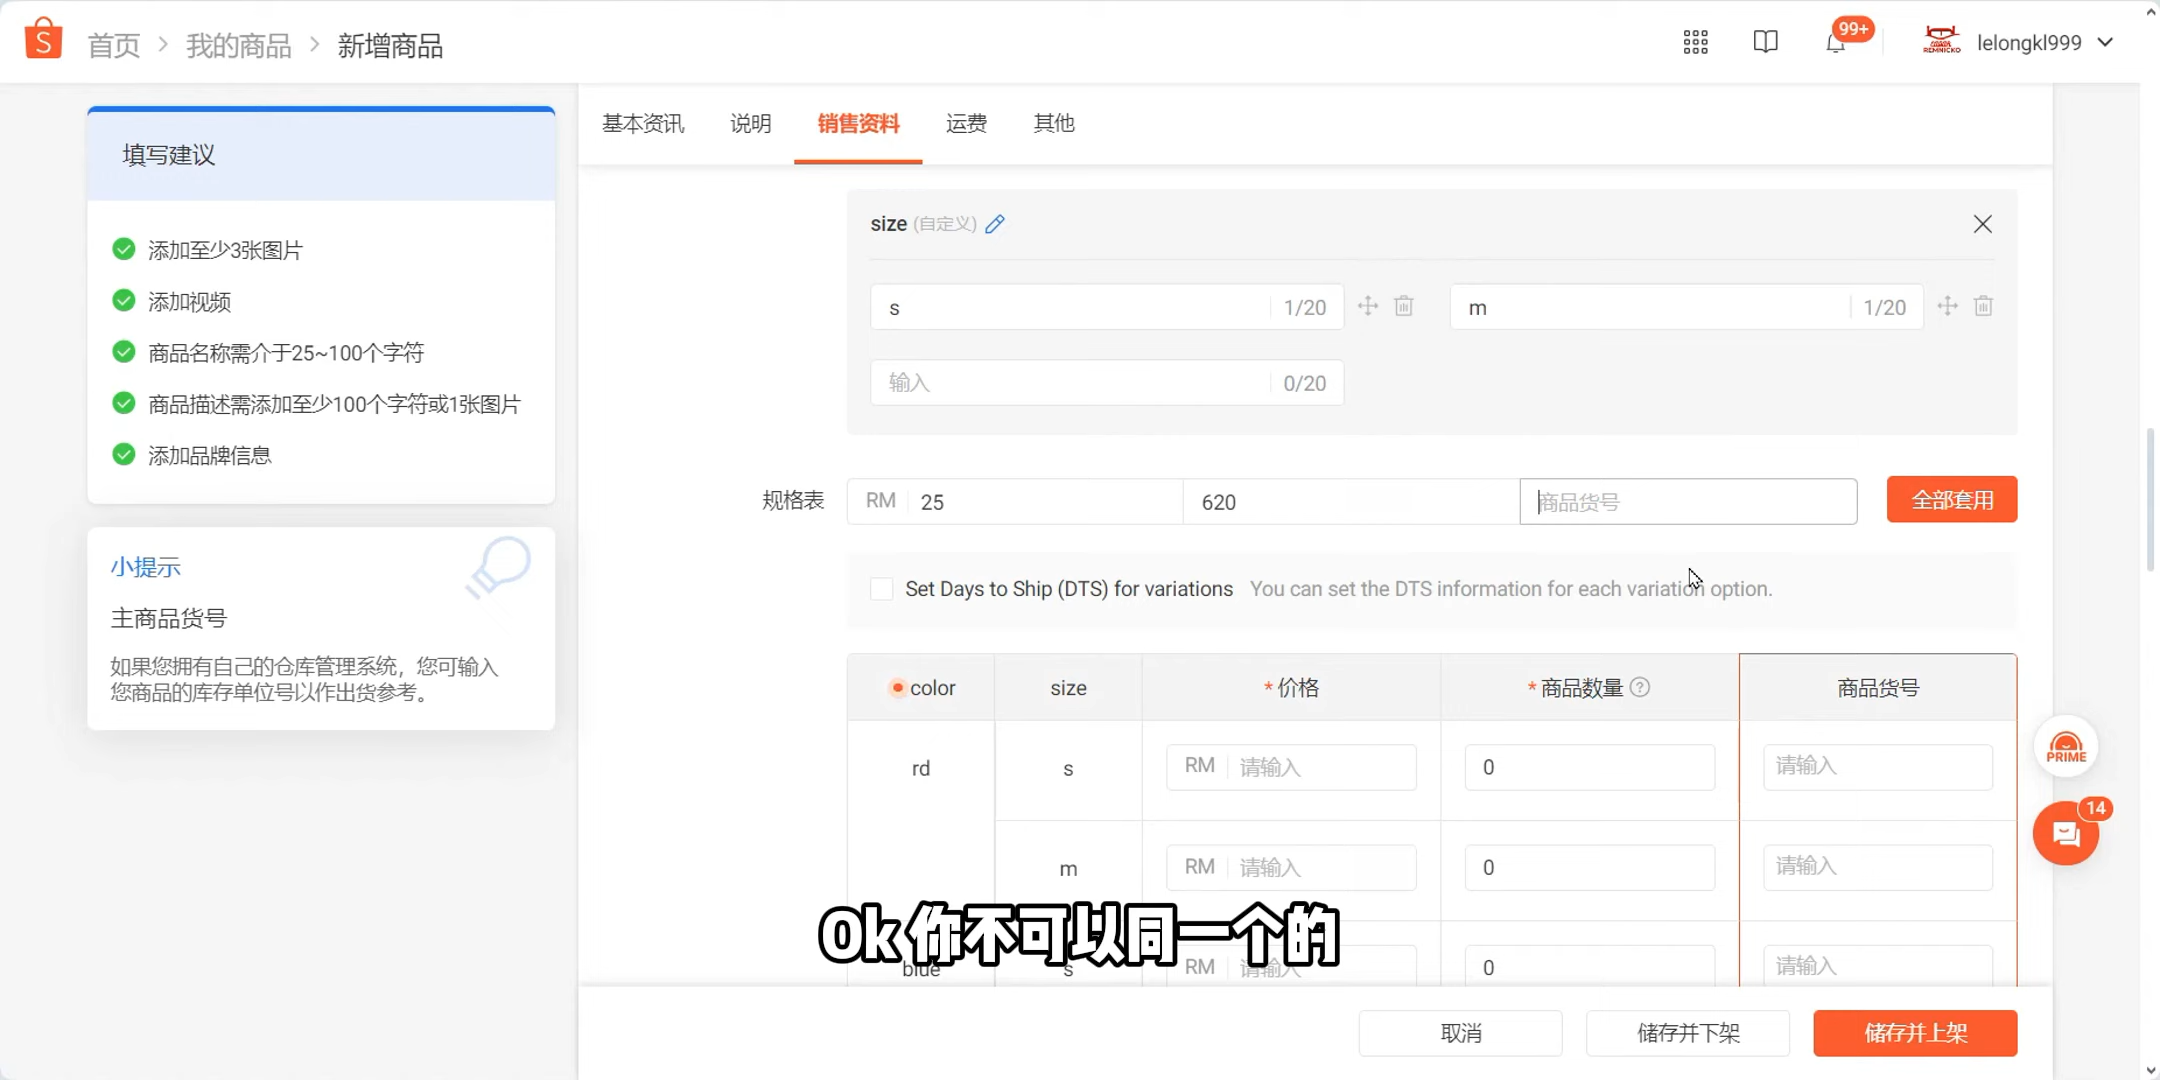 首页 > 我的商品 > 新增商品
99+
REMNICKO
lelongkl999
填写建议
添加至少3张图片
添加视频
商品名称需介于25~100个字符
商品描述需添加至少100个字符或1张图片
添加品牌信息
小提示
主商品货号
如果您拥有自己的仓库管理系统，您可输入
您商品的库存单位号以作出货参考。
基本资讯 说明 销售资料 运费 其他
size (自定义)
s 1/20 m 1/20
输入 0/20
规格表 RM 25 620 商品货号 全部套用
Set Days to Ship (DTS) for variations You can set the DTS information for each variation option.
color size * 价格 * 商品数量 ? 商品货号
rd s RM 请输入 0 请输入
m RM 请输入 0 请输入
blue s RM 请输入 0 请输入
Ok 你不可以同一个的
PRIME
14
取消 储存并下架 储存并上架